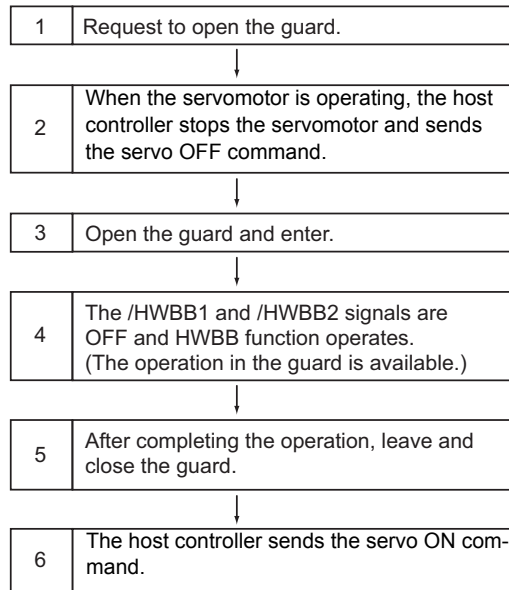 1 Request to open the guard.
2 When the servomotor is operating, the host
controller stops the servomotor and sends
the servo OFF command.
3 Open the guard and enter.
4 The /HWBB1 and /HWBB2 signals are
OFF and HWBB function operates.
(The operation in the guard is available.)
5 After completing the operation, leave and
close the guard.
6 The host controller sends the servo ON com-
mand.